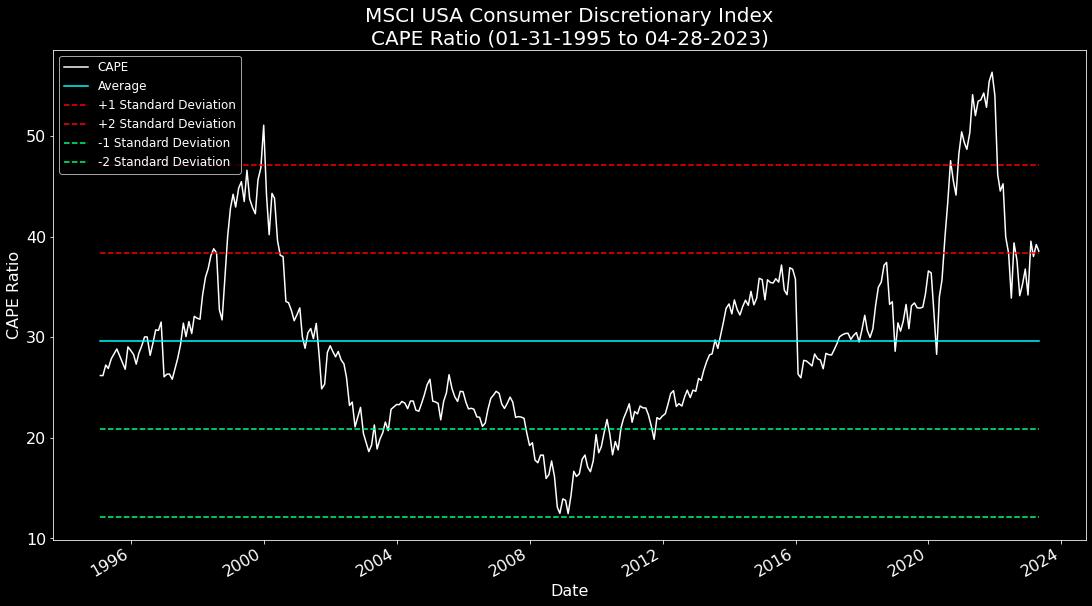 MSCI USA Consumer Discretionary Index
CAPE Ratio (01-31-1995 to 04-28-2023)
CAPE
Average
+1 Standard Deviation
+2 Standard Deviation
-1 Standard Deviation
-2 Standard Deviation
CAPE Ratio
50
40
30
20
10
1996
2000
2004
2008
2012
2016
2020
2024
Date